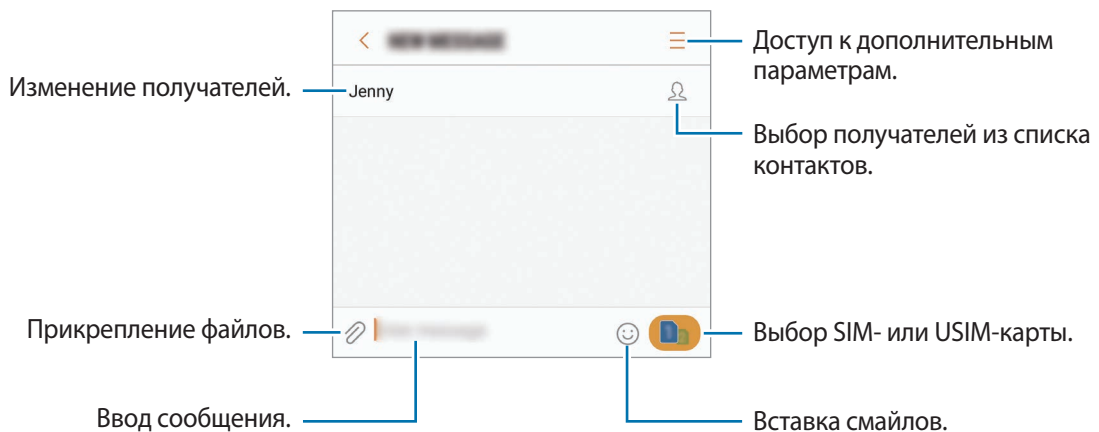 Доступ к дополнительным
параметрам.
Изменение получателей.
Jenny
Выбор получателей из списка
контактов.
Прикрепление файлов.
Выбор SIM- или USIM-карты.
Ввод сообщения.
Вставка смайлов.